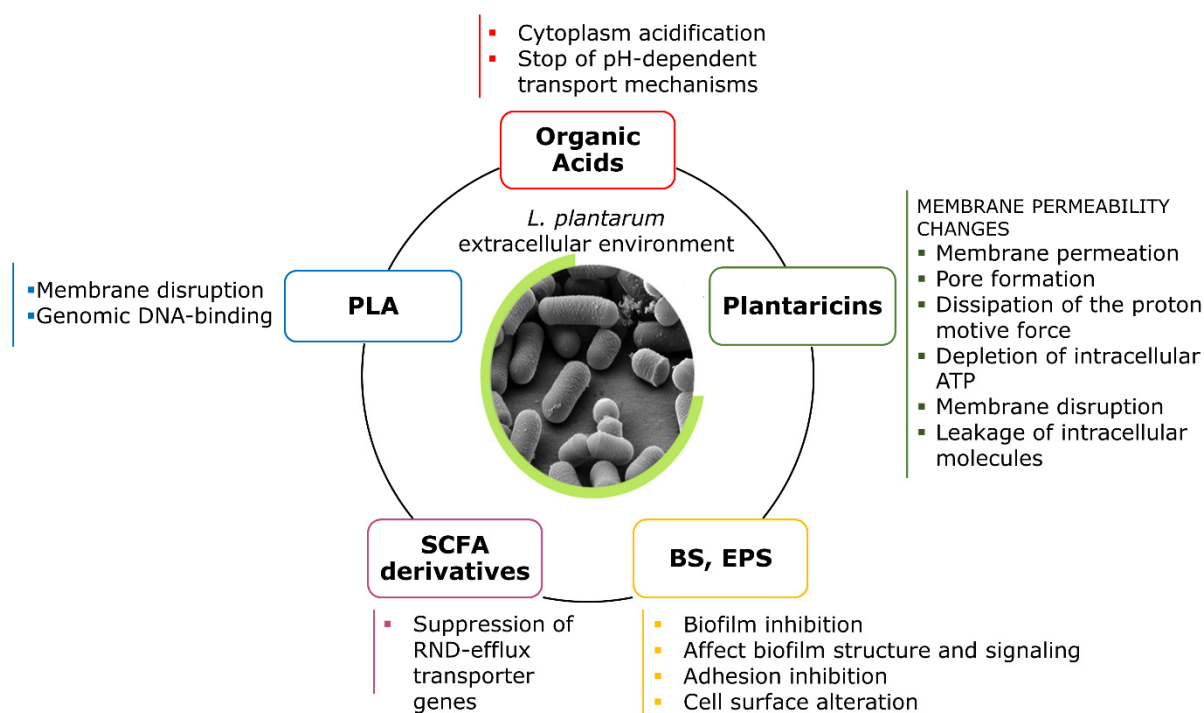 ▪ Cytoplasm acidification
▪ Stop of pH-dependent
transport mechanisms
Organic
Acids
L. plantarum
extracellular environment
▪Membrane disruption
▪Genomic DNA-binding
PLA
Plantaricins
MEMBRANE PERMEABILITY
CHANGES
▪ Membrane permeation
▪ Pore formation
▪ Dissipation of the proton
motive force
▪ Depletion of intracellular
ATP
▪ Membrane disruption
▪ Leakage of intracellular
molecules
SCFA
derivatives
▪ Suppression of
RND-efflux
transporter
genes
BS, EPS
▪ Biofilm inhibition
▪ Affect biofilm structure and signaling
▪ Adhesion inhibition
▪ Cell surface alteration